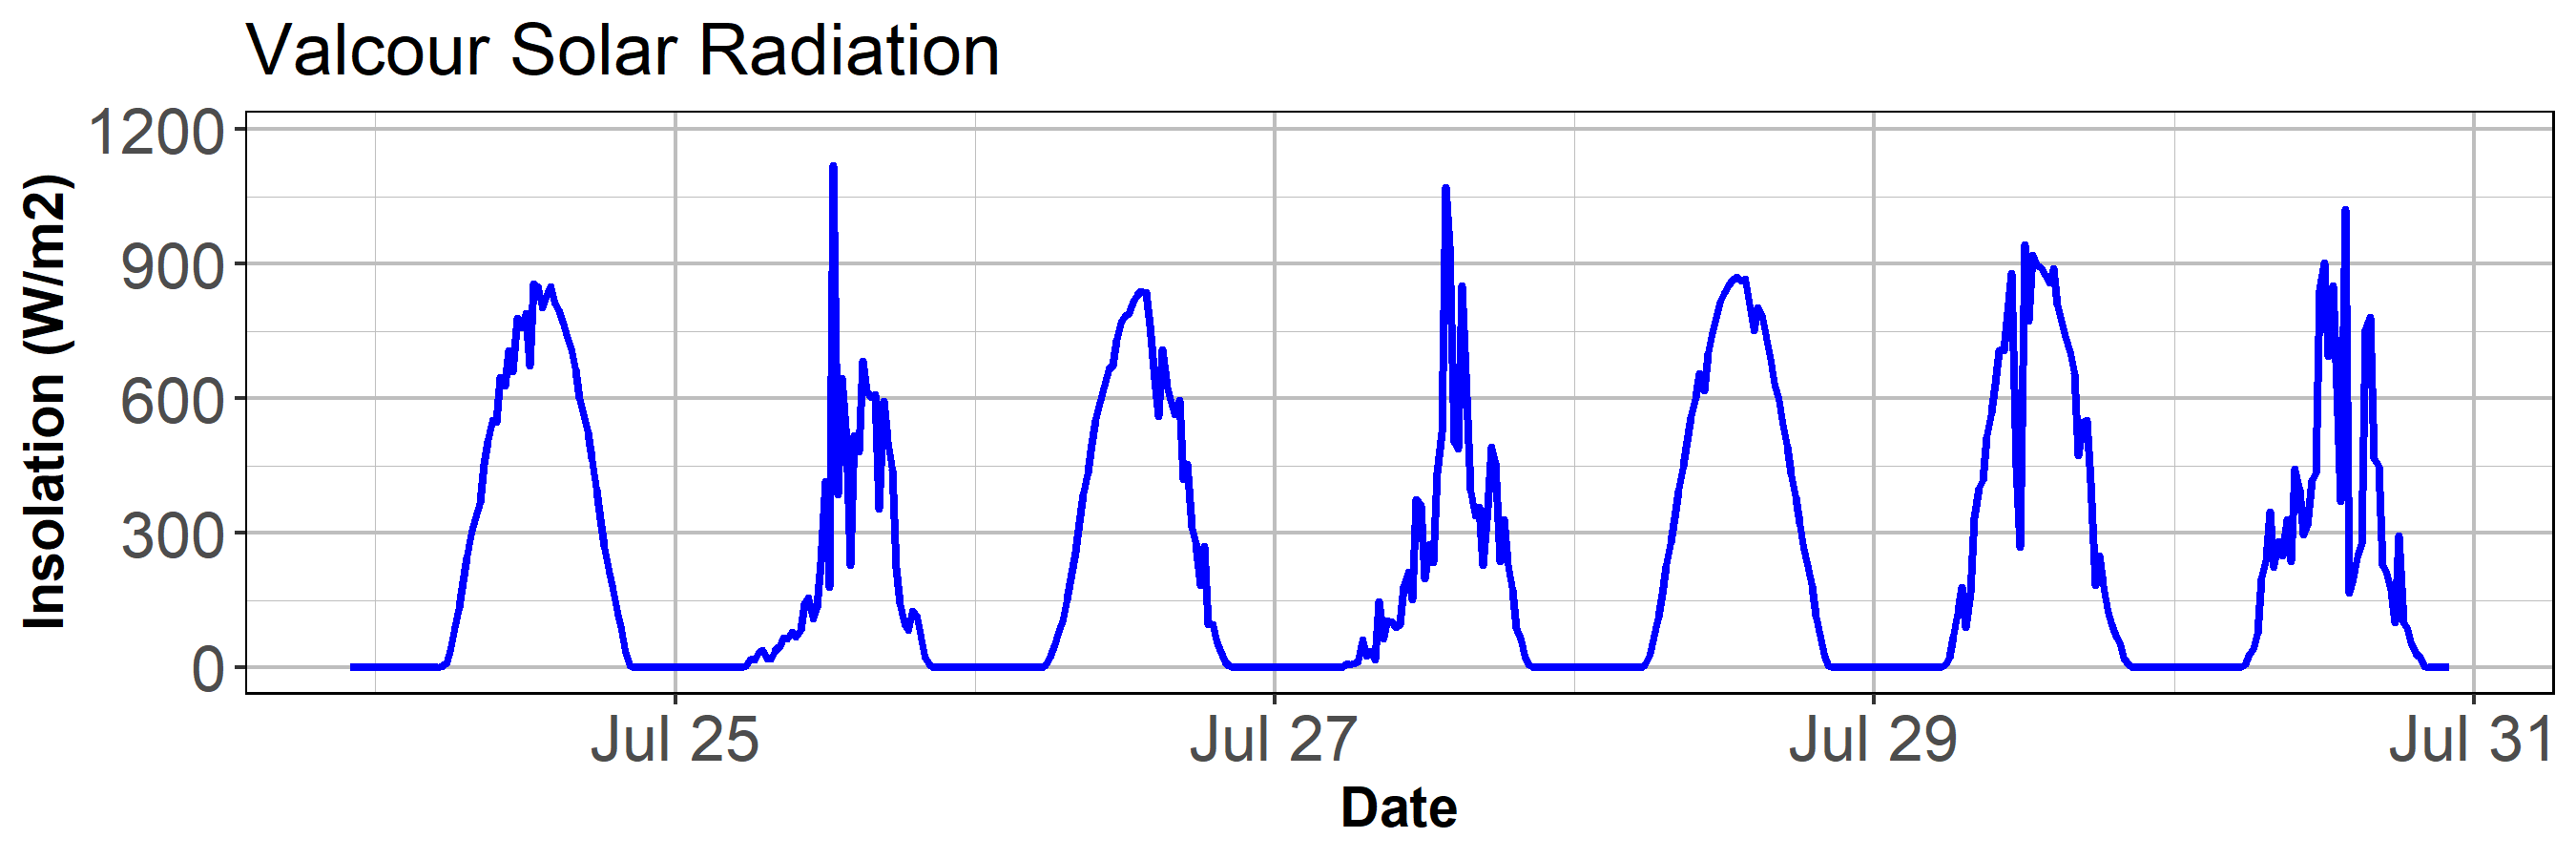 Valcour Solar Radiation
Insolation (W/m2)
1200
900
600
300
0
Jul 25
Jul 27
Jul 29
Jul 31
Date